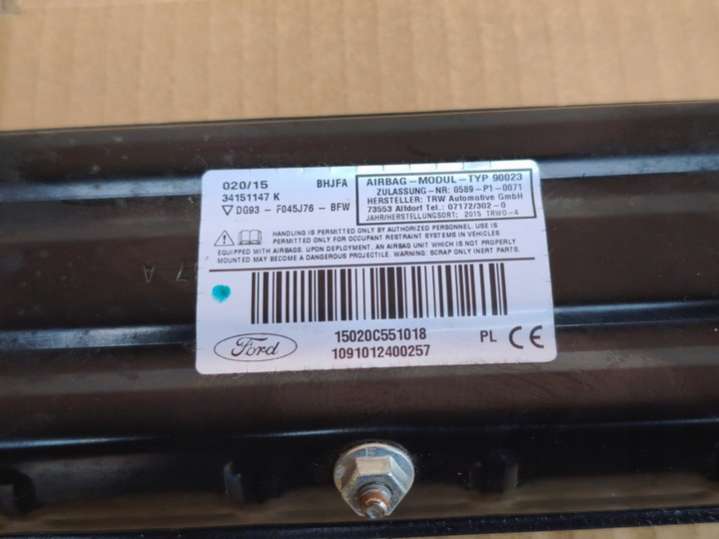 020/15 BHJFA
34151147 K
DG93 - F045J76 - BFW
AIRBAG-MODUL-TYP 90023
ZULASSUNG-NR: 0589-P1-0071
HERSTELLER: TRW Automotive GmbH
73553 Alfdorf Tel.: 07172/302-0
JAHR/HERSTELLUNGSORT: 2015 TRWO-A
HANDLING IS PERMITTED ONLY BY AUTHORIZED PERSONNEL. USE IS
PERMITTED ONLY FOR OCCUPANT RESTRAINT SYSTEMS IN VEHICLES
EQUIPPED WITH AIRBAGS. UPON DEPLOYMENT. AN AIRBAG UNIT WHICH IS NOT PROPERLY
MOUNTED MAY BECOME A DANGEROUS PROJECTILE. WARNING: SCRAP ONLY INERT PARTS.
Ford
15020C551018 PL CE
1091012400257
7 A